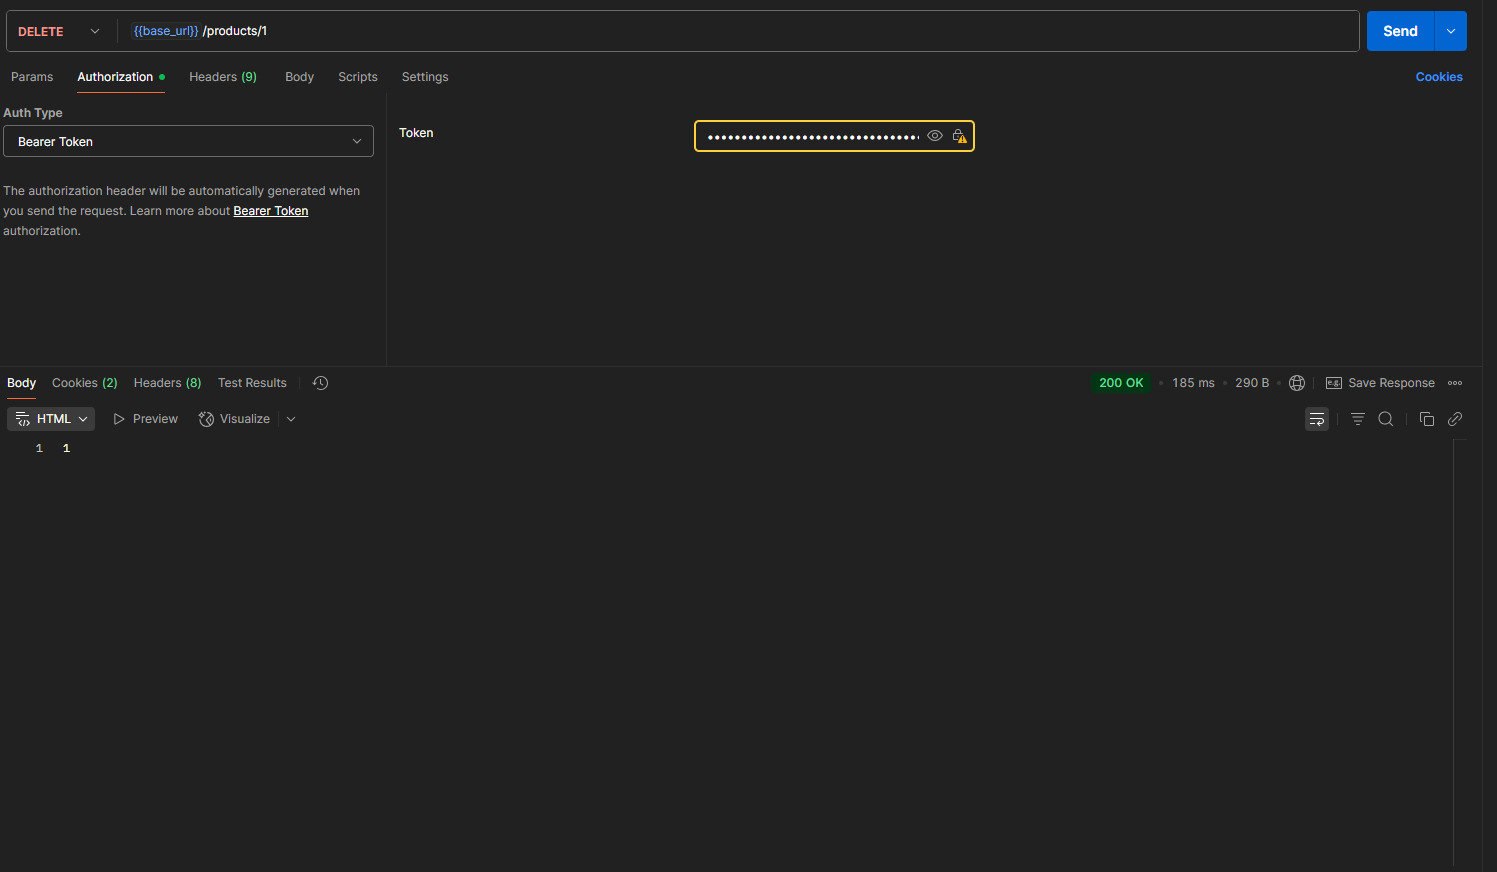 DELETE {{base_url}} /products/1 Send
Params Authorization Headers (9) Body Scripts Settings Cookies
Auth Type
Bearer Token
Token
The authorization header will be automatically generated when
you send the request. Learn more about Bearer Token
authorization.
Body Cookies (2) Headers (8) Test Results 200 OK • 185 ms • 290 B • e.g. Save Response
HTML Preview Visualize
1 1